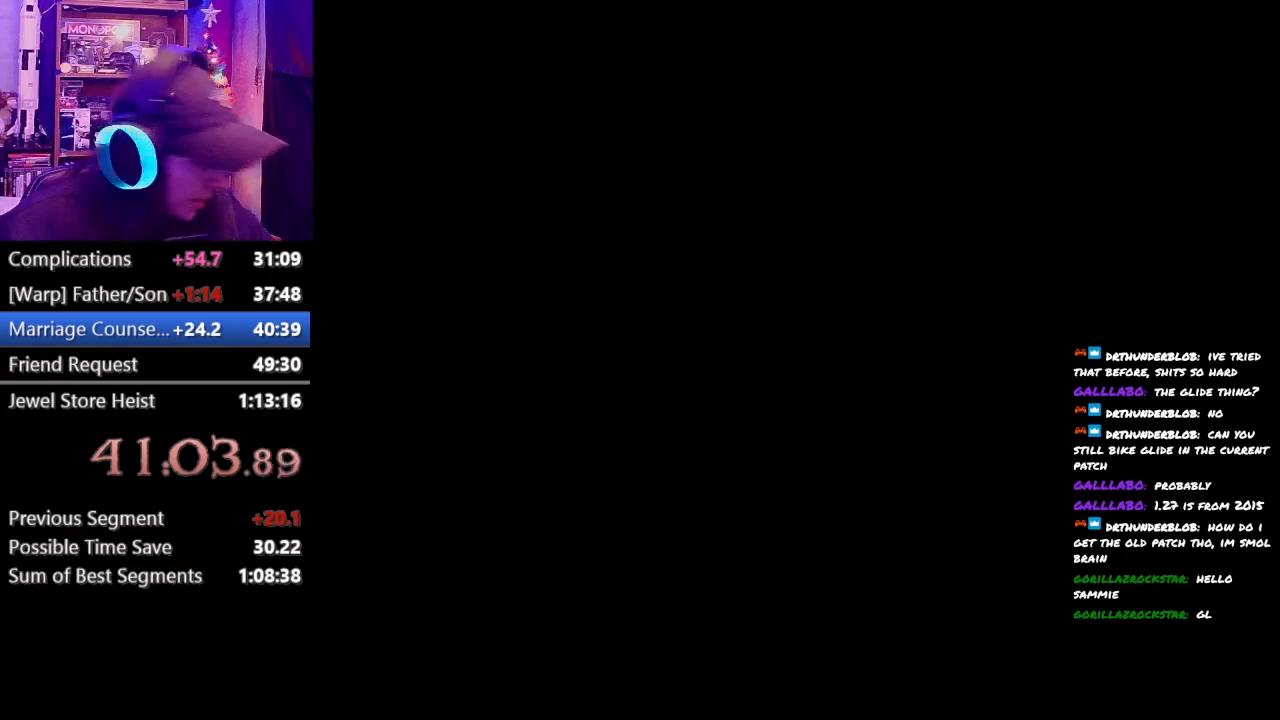 MONOPO
Complications +54.7 31:09
[Warp] Father/Son +1:14 37:48
Marriage Counse... +24.2 40:39
Friend Request 49:30
Jewel Store Heist 1:13:16
41:03.89
Previous Segment +20.1
Possible Time Save 30.22
Sum of Best Segments 1:08:38
DRTHUNDERBLOB: IVE TRIED
THAT BEFORE, SHITS SO HARD
GALLLABO: THE GLIDE THING?
DRTHUNDERBLOB: NO
DRTHUNDERBLOB: CAN YOU
STILL BIKE GLIDE IN THE CURRENT
PATCH
GALLLABO: PROBABLY
GALLLABO: 1.27 IS FROM 2015
DRTHUNDERBLOB: HOW DO I
GET THE OLD PATCH THO, IM SMOL
BRAIN
GORILLAZROCKSTAR: HELLO
SAMMIE
GORILLAZROCKSTAR: GL